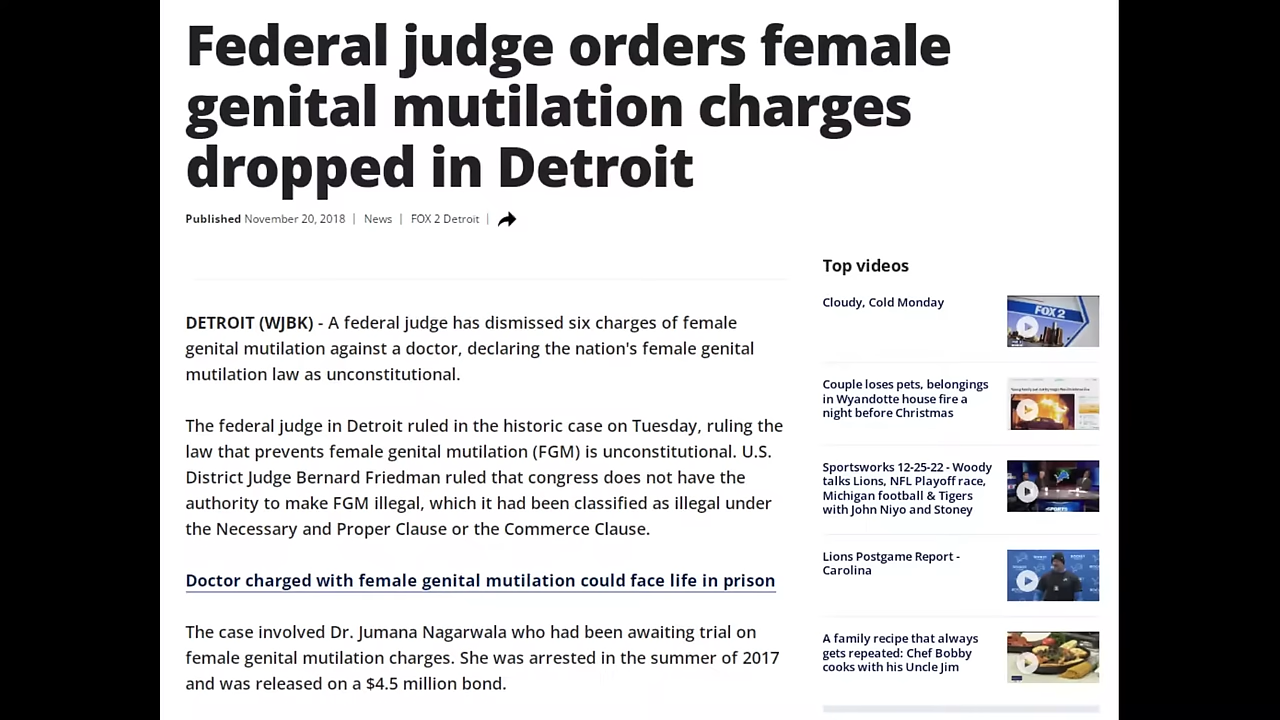 Federal judge orders female
genital mutilation charges
dropped in Detroit
Published November 20, 2018 | News | FOX 2 Detroit |
DETROIT (WJBK) - A federal judge has dismissed six charges of female
genital mutilation against a doctor, declaring the nation's female genital
mutilation law as unconstitutional.
The federal judge in Detroit ruled in the historic case on Tuesday, ruling the
law that prevents female genital mutilation (FGM) is unconstitutional. U.S.
District Judge Bernard Friedman ruled that congress does not have the
authority to make FGM illegal, which it had been classified as illegal under
the Necessary and Proper Clause or the Commerce Clause.
Doctor charged with female genital mutilation could face life in prison
The case involved Dr. Jumana Nagarwala who had been awaiting trial on
female genital mutilation charges. She was arrested in the summer of 2017
and was released on a $4.5 million bond.
Top videos
Cloudy, Cold Monday
FOX 2
Couple loses pets, belongings
in Wyandotte house fire a
night before Christmas
Sportsworks 12-25-22 - Woody
talks Lions, NFL Playoff race,
Michigan football & Tigers
with John Niyo and Stoney
Lions Postgame Report -
Carolina
A family recipe that always
gets repeated: Chef Bobby
cooks with his Uncle Jim